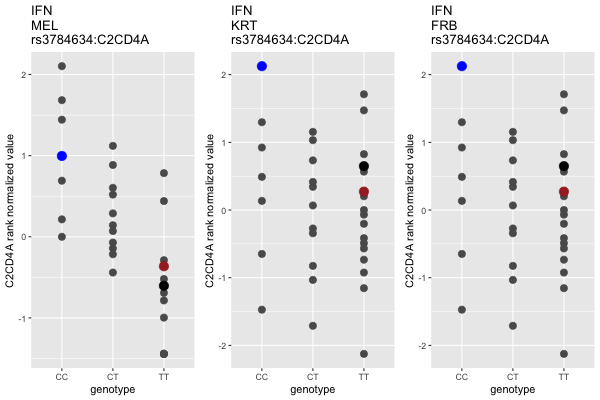 IFN
MEL
rs3784634:C2CD4A
C2CD4A rank normalized value
2
1
0
-1
CC CT TT
genotype
IFN
KRT
rs3784634:C2CD4A
C2CD4A rank normalized value
2
1
0
-1
-2
CC CT TT
genotype
IFN
FRB
rs3784634:C2CD4A
C2CD4A rank normalized value
2
1
0
-1
-2
CC CT TT
genotype